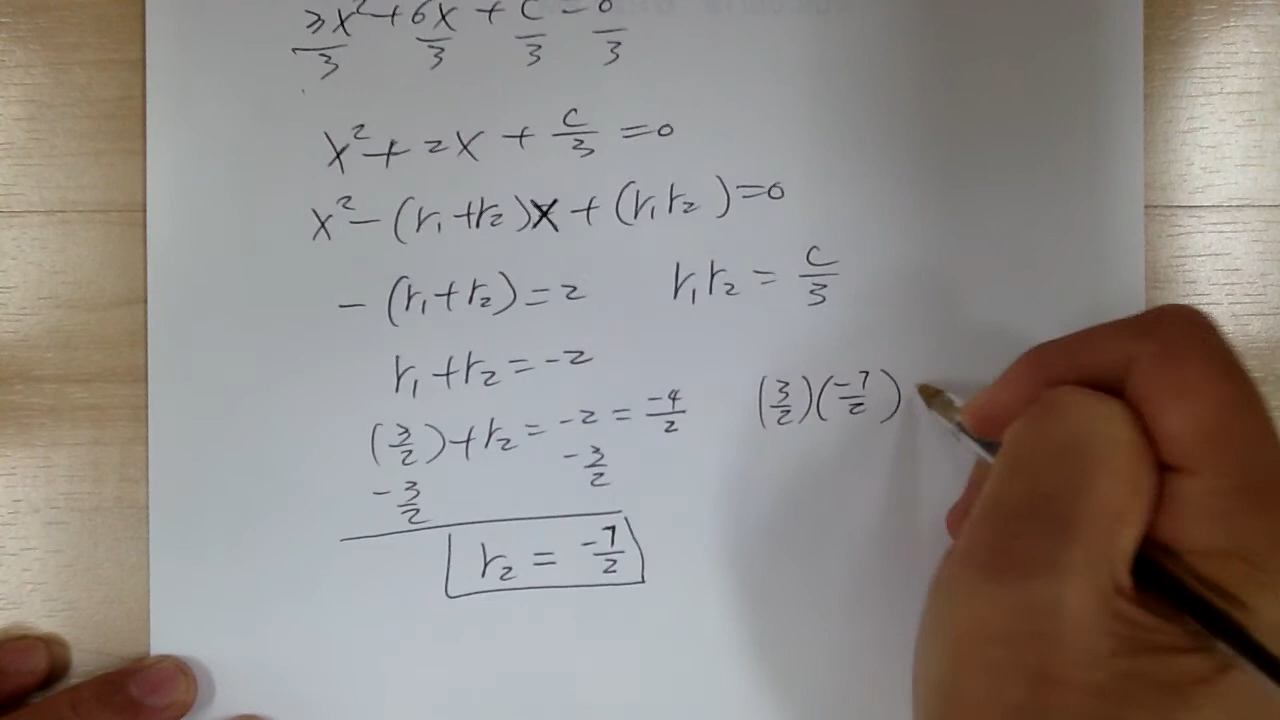 3x²/3 + 6x/3 + c/3 = 0/3
x² + 2x + c/3 = 0
x² - (r₁ + r₂)x + (r₁r₂) = 0
- (r₁ + r₂) = 2
r₁r₂ = c/3
r₁ + r₂ = -2
(3/2) + r₂ = -2 = -4/2
-3/2 -3/2
r₂ = -7/2
(3/2)(-7/2)